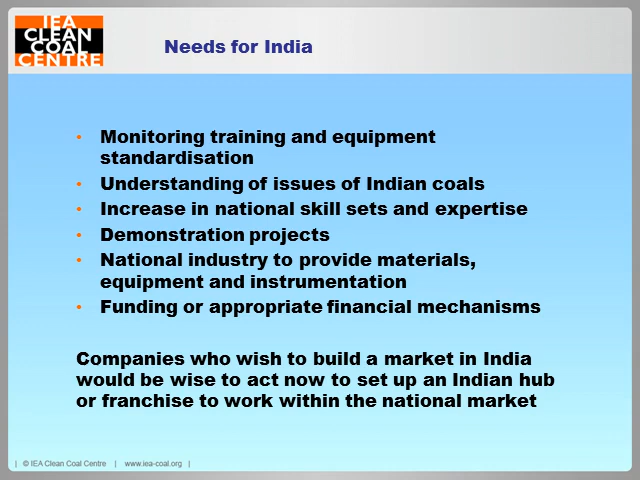 IEA
CLEAN
COAL
CENTRE
Needs for India
• Monitoring training and equipment
standardisation
• Understanding of issues of Indian coals
• Increase in national skill sets and expertise
• Demonstration projects
• National industry to provide materials,
equipment and instrumentation
• Funding or appropriate financial mechanisms
Companies who wish to build a market in India
would be wise to act now to set up an Indian hub
or franchise to work within the national market
| © IEA Clean Coal Centre | www.iea-coal.org |